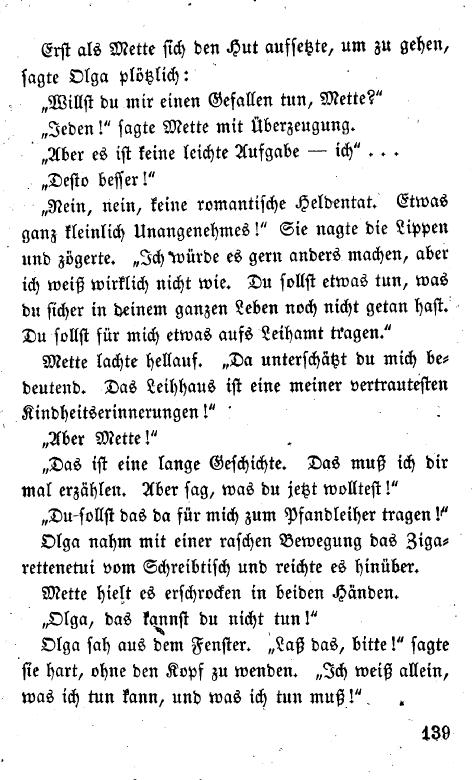 Erst als Mette sich den Hut aufsetzte, um zu gehen,
sagte Olga plötzlich:
„Willst du mir einen Gefallen tun, Mette?“
„Jeden!“ sagte Mette mit Überzeugung.
„Aber es ist keine leichte Aufgabe — ich“ . . .
„Desto besser!“
„Nein, nein, keine romantische Heldentat. Etwas
ganz kleinlich Unangenehmes!“ Sie nagte die Lippen
und zögerte. „Ich würde es gern anders machen, aber
ich weiß wirklich nicht wie. Du sollst etwas tun, was
du sicher in deinem ganzen Leben noch nicht getan hast.
Du sollst für mich etwas aufs Leihamt tragen.“
Mette lachte hellauf. „Da unterschätzt du mich be-
deutend. Das Leihhaus ist eine meiner vertrautesten
Kindheitserinnerungen!“
„Aber Mette!“
„Das ist eine lange Geschichte. Das muß ich dir
mal erzählen. Aber sag, was du jetzt wolltest!“
„Du sollst das da für mich zum Pfandleiher tragen!“
Olga nahm mit einer raschen Bewegung das Ziga-
rettenetui vom Schreibtisch und reichte es hinüber.
Mette hielt es erschrocken in beiden Händen.
„Olga, das kannst du nicht tun!“
Olga sah aus dem Fenster. „Laß das, bitte!“ sagte
sie hart, ohne den Kopf zu wenden. „Ich weiß allein,
was ich tun kann, und was ich tun muß!“
139